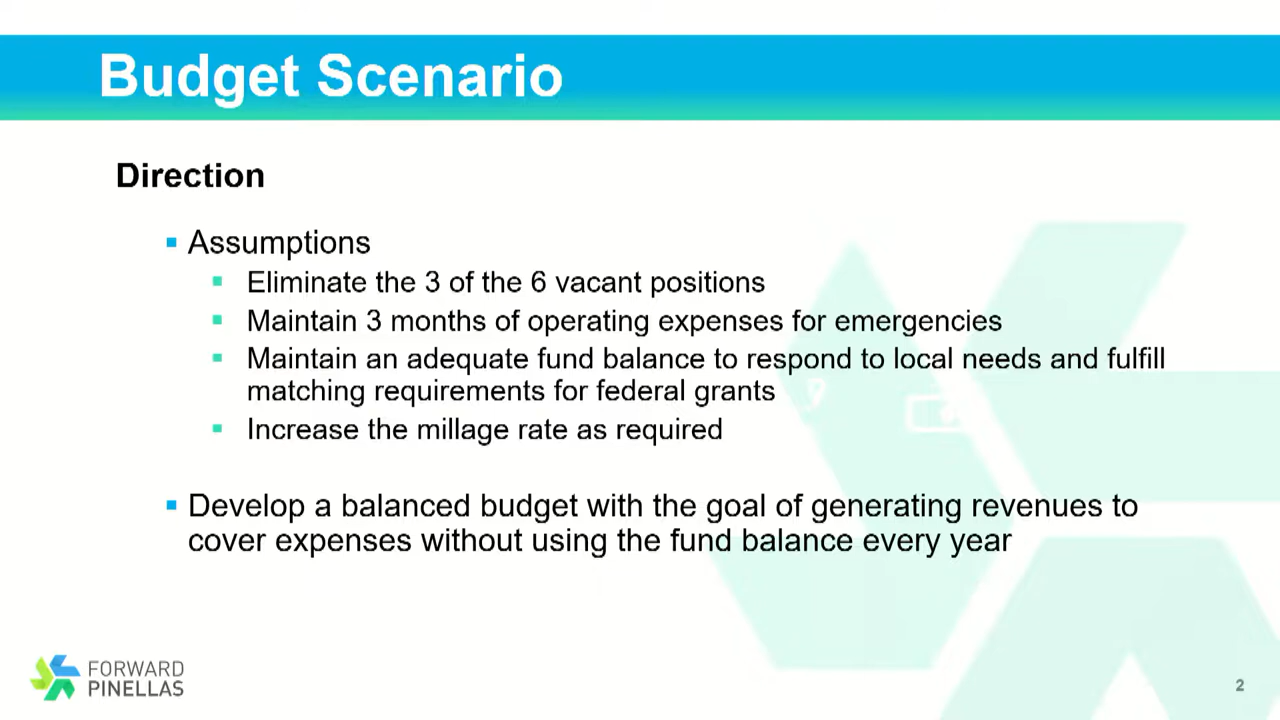 Budget Scenario
Direction
Assumptions
Eliminate the 3 of the 6 vacant positions
Maintain 3 months of operating expenses for emergencies
Maintain an adequate fund balance to respond to local needs and fulfill
matching requirements for federal grants
Increase the millage rate as required
Develop a balanced budget with the goal of generating revenues to
cover expenses without using the fund balance every year
FORWARD
PINELLAS
2